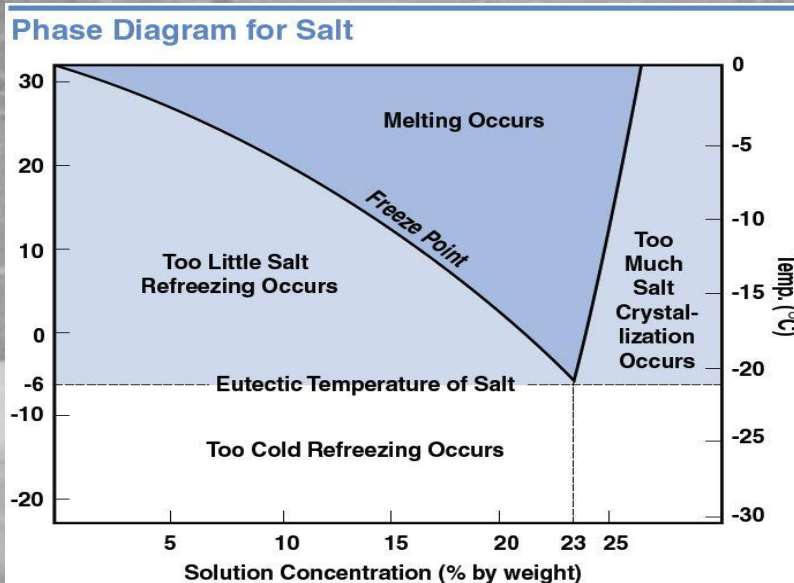 Phase Diagram for Salt
30
20
10
0
-6
-10
-20
0
-5
-10
-15
-20
-25
-30
Temp. (°C)
Melting Occurs
Freeze Point
Too Little Salt
Refreezing Occurs
Too
Much
Salt
Crystal-
lization
Occurs
Eutectic Temperature of Salt
Too Cold Refreezing Occurs
5 10 15 20 23 25
Solution Concentration (% by weight)